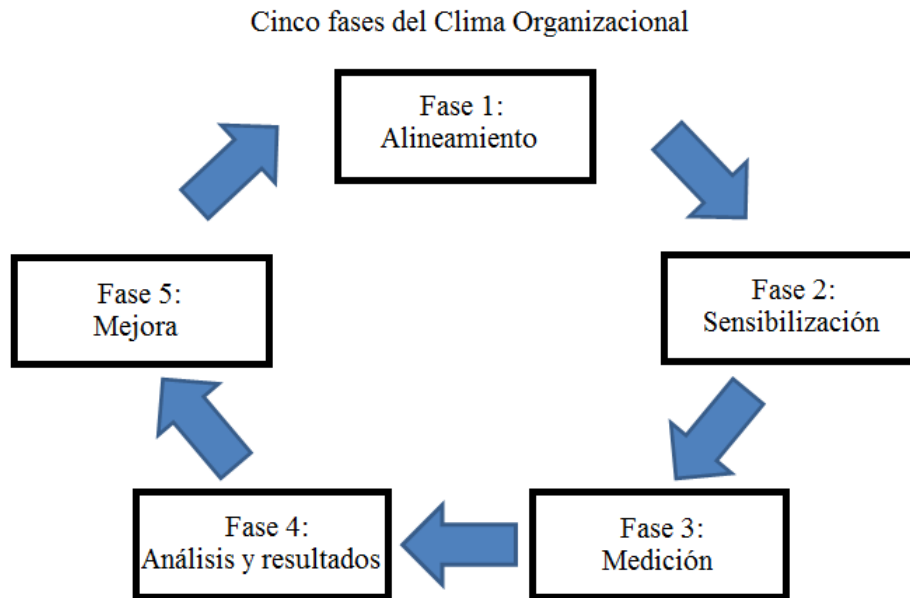 Cinco fases del Clima Organizacional
Fase 1:
Alineamiento
Fase 2:
Sensibilización
Fase 3:
Medición
Fase 4:
Análisis y resultados
Fase 5:
Mejora